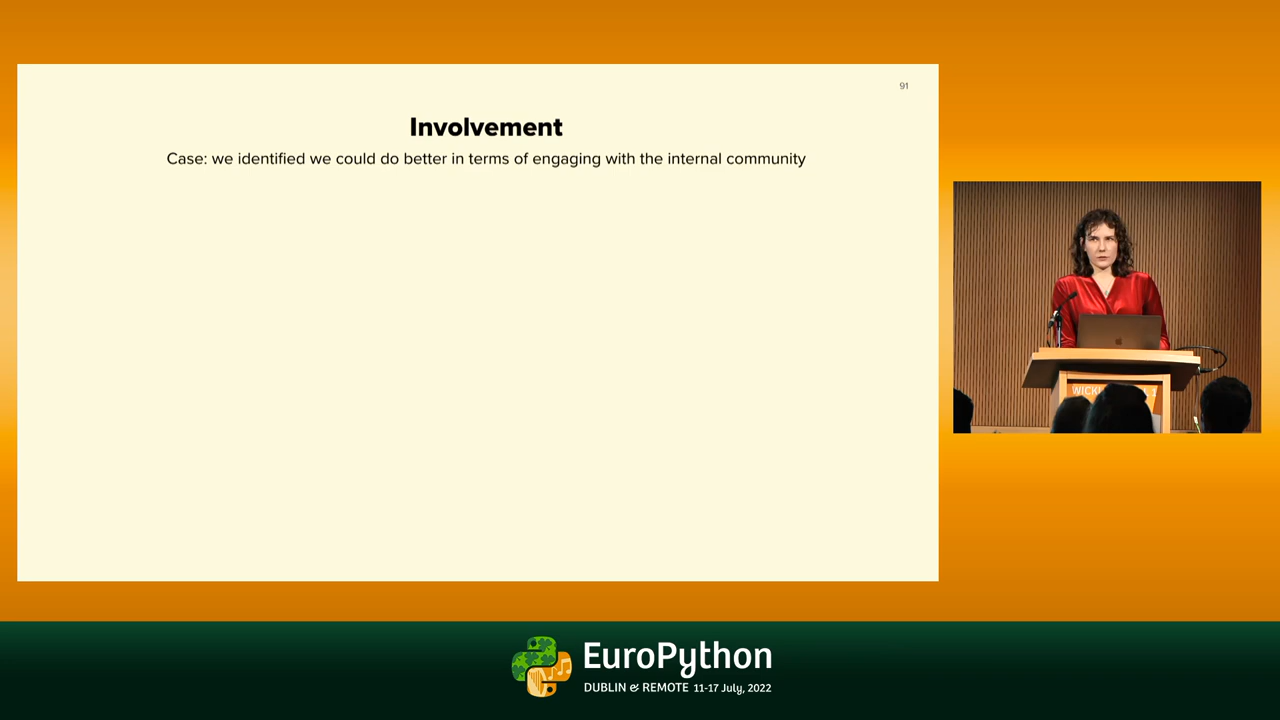 91
Involvement
Case: we identified we could do better in terms of engaging with the internal community
EuroPython
DUBLIN & REMOTE 11-17 July, 2022